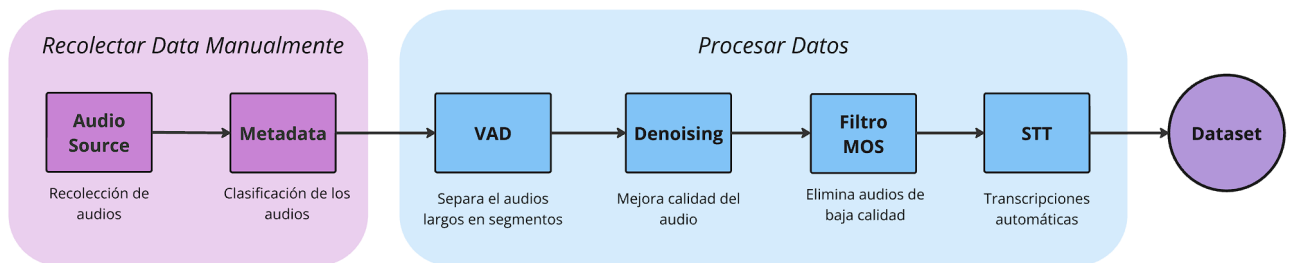 Recolectar Data Manualmente
Procesar Datos
Audio
Source
Metadata
VAD
Denoising
Filtro
MOS
STT
Dataset
Recolección de
audios
Clasificación de los
audios
Separa el audios
largos en segmentos
Mejora calidad del
audio
Elimina audios de
baja calidad
Transcripciones
automáticas